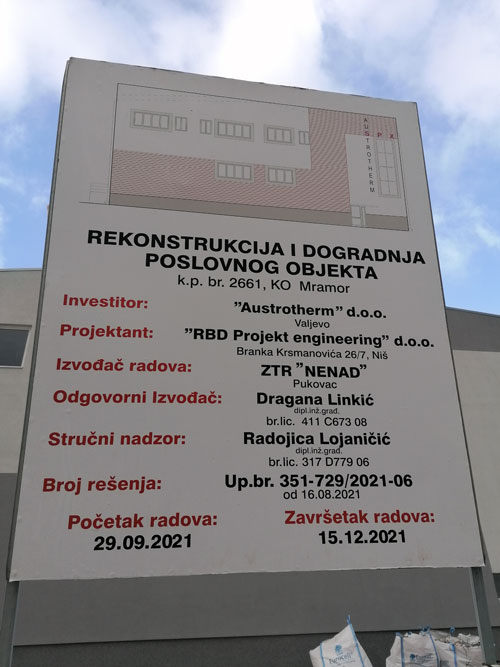 AUSTROTHERM
REKONSTRUKCIJA I DOGRADNJA
POSLOVNOG OBJEKTA
k.p. br. 2661, KO Mramor
Investitor: "Austrotherm" d.o.o.
Valjevo
Projektant: "RBD Projekt engineering" d.o.o.
Branka Krsmanovića 26/7, Niš
Izvođač radova: ZTR "NENAD"
Pukovac
Odgovorni Izvođač: Dragana Linkić
dipl.inž.građ.
br.lic. 411 C673 08
Stručni nadzor: Radojica Lojaničić
dipl.inž.građ.
br.lic. 317 D779 06
Broj rešenja: Up.br. 351-729/2021-06
od 16.08.2021
Početak radova: Završetak radova:
29.09.2021 15.12.2021